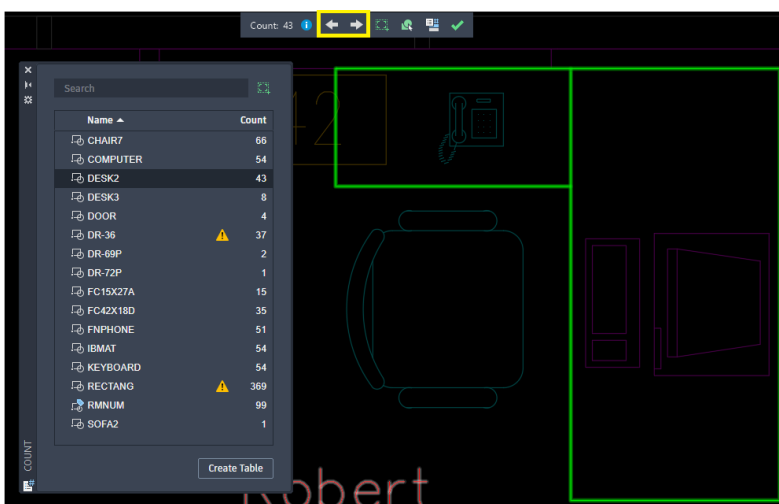 Count: 43
Search
42
Name Count
CHAIR7 66
COMPUTER 54
DESK2 43
DESK3 8
DOOR 4
DR-36 37
DR-69P 2
DR-72P 1
FC15X27A 15
FC42X18D 35
FNPHONE 51
IBMAT 54
KEYBOARD 54
RECTANG 369
RMNUM 99
SOFA2 1
COUNT
Create Table
Robert